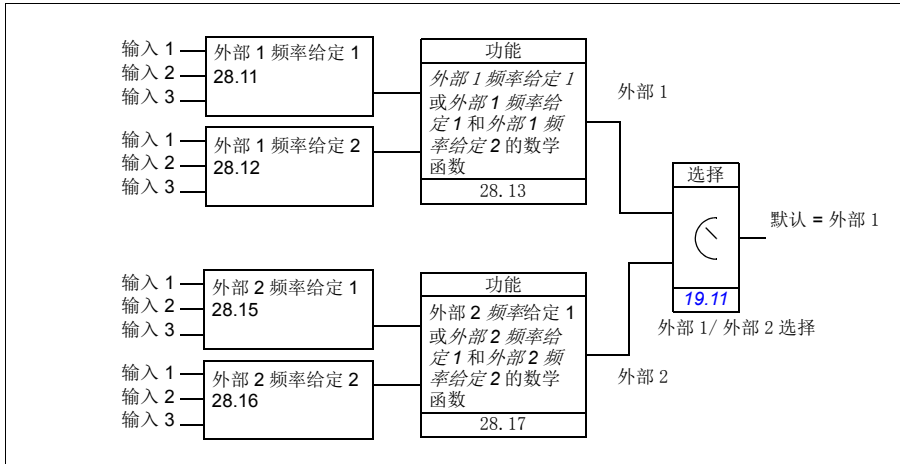 输入 1
输入 2
输入 3
外部 1 频率给定 1
28.11
输入 1
输入 2
输入 3
外部 1 频率给定 2
28.12
功能
外部 1 频率给定 1
或外部 1 频率给
定 1 和外部 1 频
率给定 2 的数学
函数
28.13
外部 1
选择
19.11
外部 1/ 外部 2 选择
默认 = 外部 1
输入 1
输入 2
输入 3
外部 2 频率给定 1
28.15
输入 1
输入 2
输入 3
外部 2 频率给定 2
28.16
功能
外部 2 频率给定 1
或外部 2 频率给
定 1 和外部 2 频
率给定 2 的数学
函数
28.17
外部 2